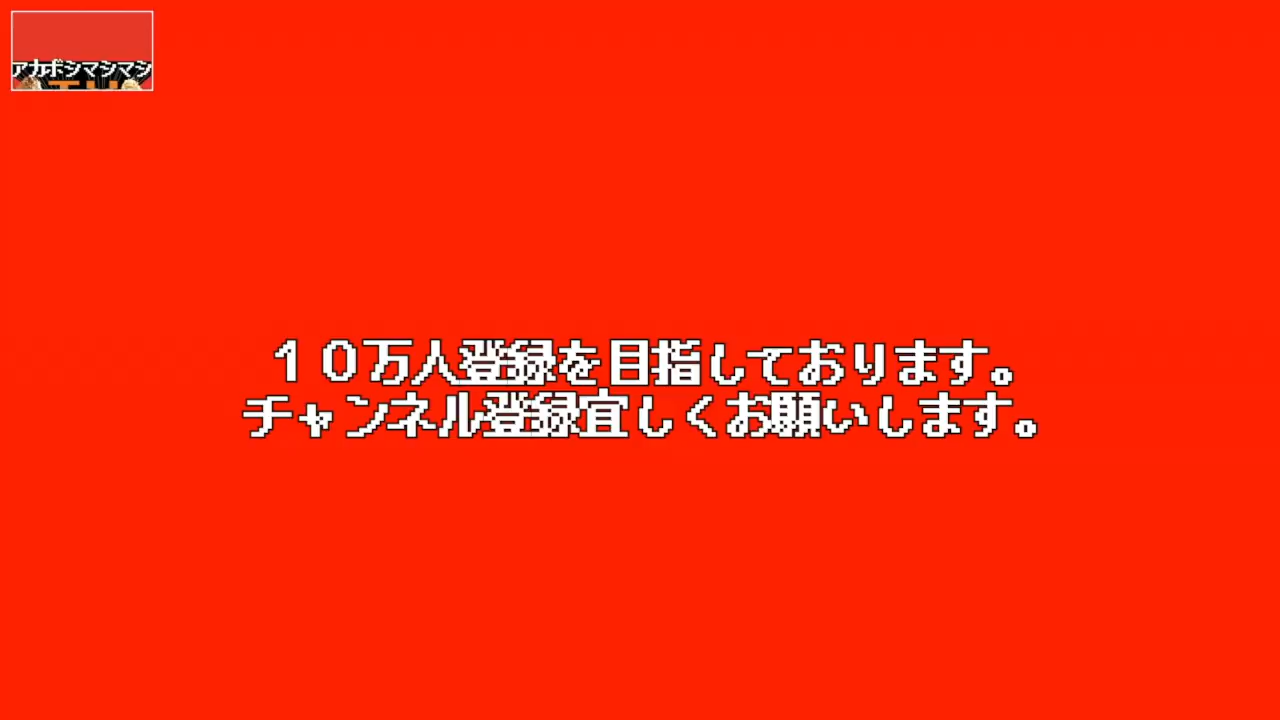 アカボシマシマシ
１０万人登録を目指しております。
チャンネル登録宜しくお願いします。